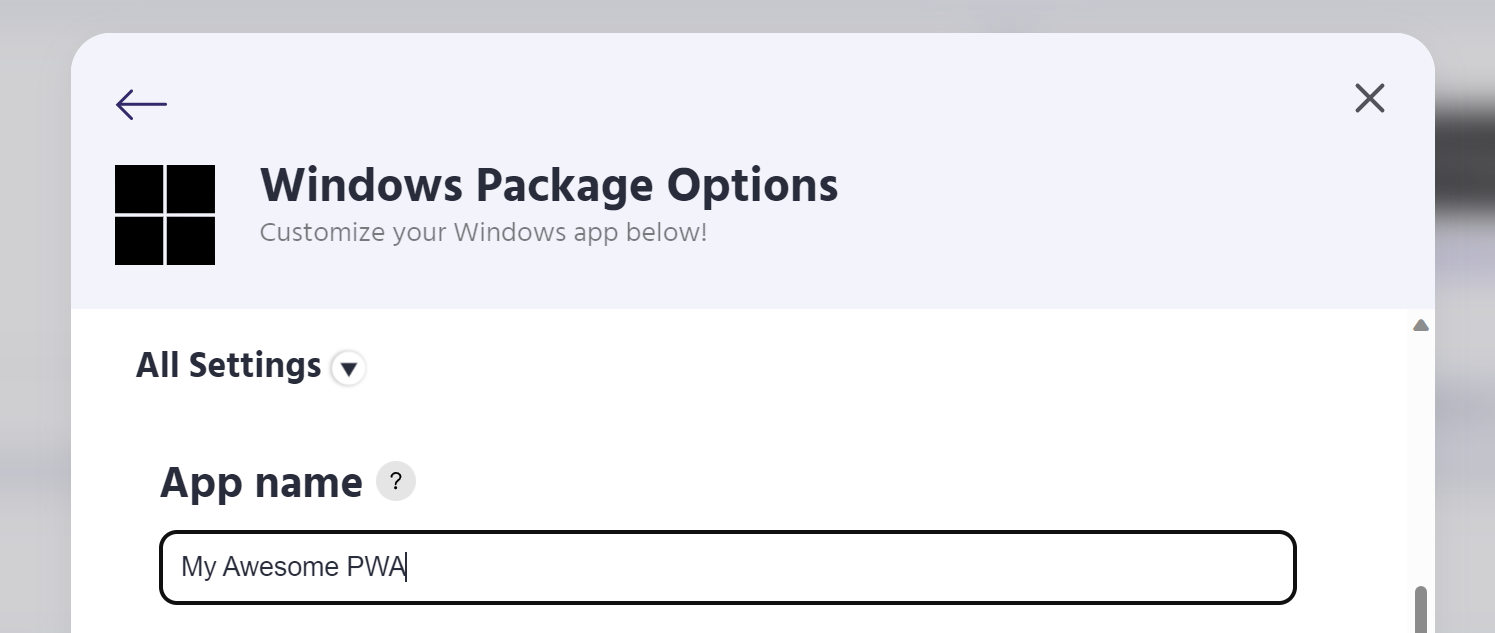 Windows Package Options
Customize your Windows app below!
All Settings
App name ?
My Awesome PWA